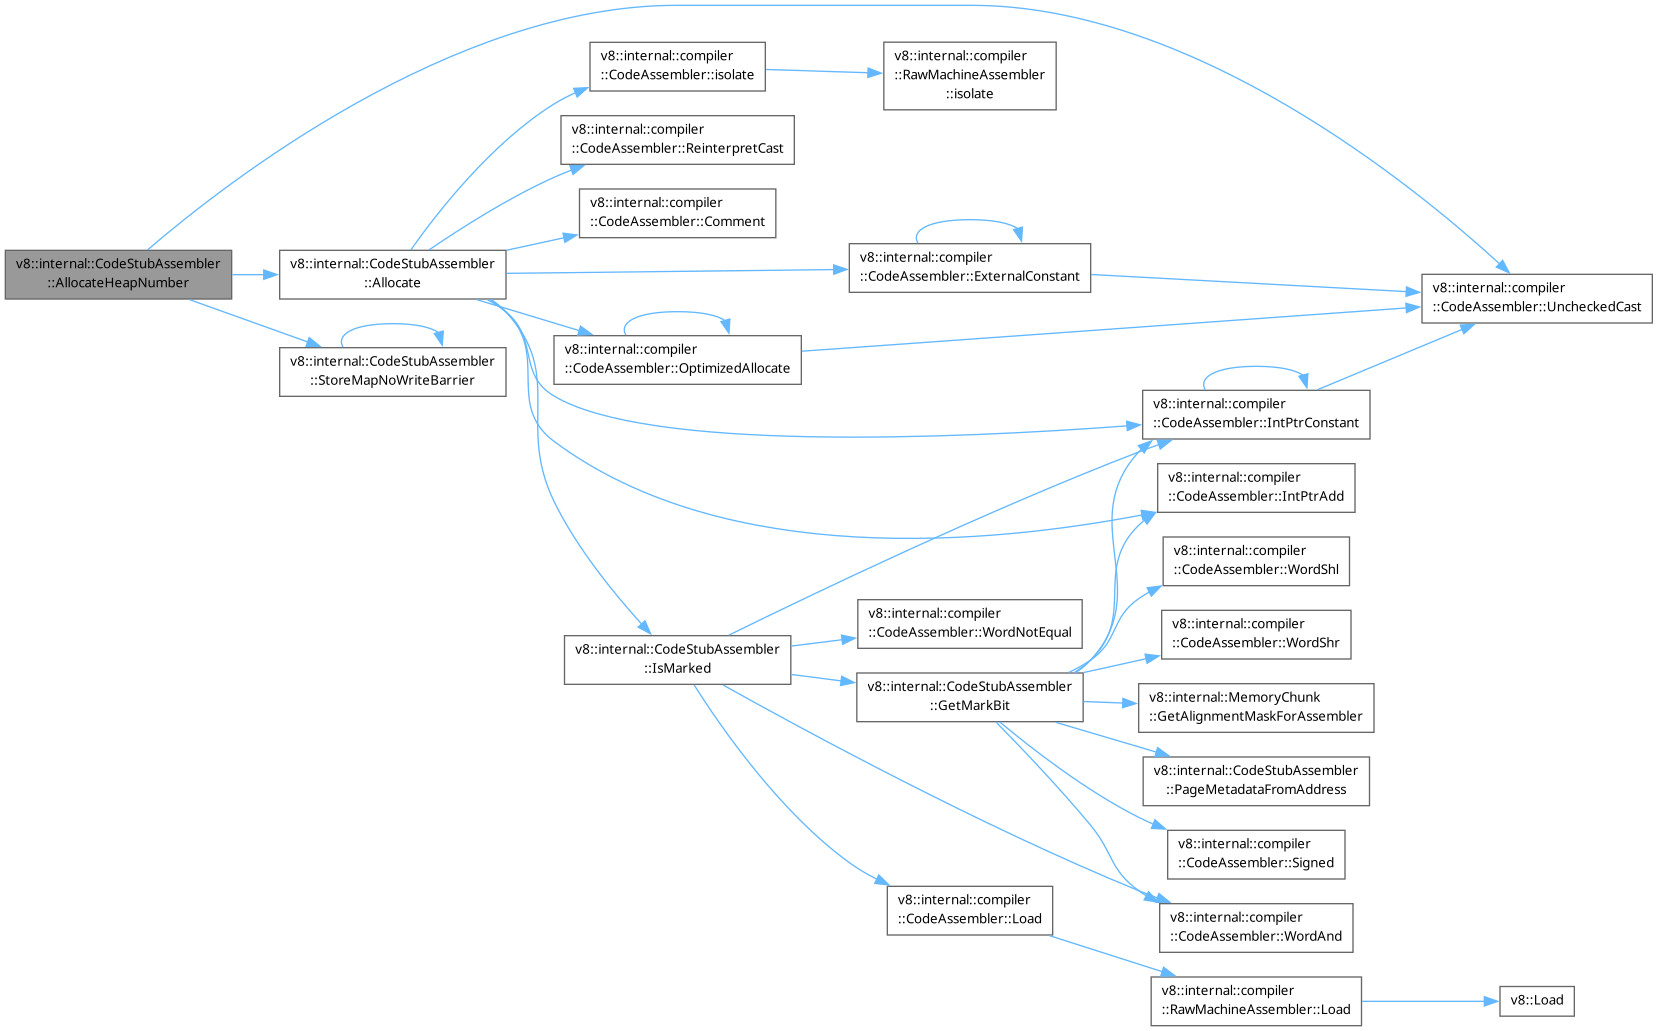 v8::internal::compiler
::CodeAssembler::isolate
v8::internal::compiler
::RawMachineAssembler
::isolate
v8::internal::compiler
::CodeAssembler::ReinterpretCast
v8::internal::compiler
::CodeAssembler::Comment
v8::internal::CodeStubAssembler
::AllocateHeapNumber
v8::internal::CodeStubAssembler
::Allocate
v8::internal::compiler
::CodeAssembler::ExternalConstant
v8::internal::compiler
::CodeAssembler::UncheckedCast
v8::internal::CodeStubAssembler
::StoreMapNoWriteBarrier
v8::internal::compiler
::CodeAssembler::OptimizedAllocate
v8::internal::compiler
::CodeAssembler::IntPtrConstant
v8::internal::compiler
::CodeAssembler::IntPtrAdd
v8::internal::compiler
::CodeAssembler::WordShl
v8::internal::compiler
::CodeAssembler::WordNotEqual
v8::internal::compiler
::CodeAssembler::WordShr
v8::internal::CodeStubAssembler
::IsMarked
v8::internal::CodeStubAssembler
::GetMarkBit
v8::internal::MemoryChunk
::GetAlignmentMaskForAssembler
v8::internal::CodeStubAssembler
::PageMetadataFromAddress
v8::internal::compiler
::CodeAssembler::Signed
v8::internal::compiler
::CodeAssembler::Load
v8::internal::compiler
::CodeAssembler::WordAnd
v8::internal::compiler
::RawMachineAssembler::Load
v8::Load